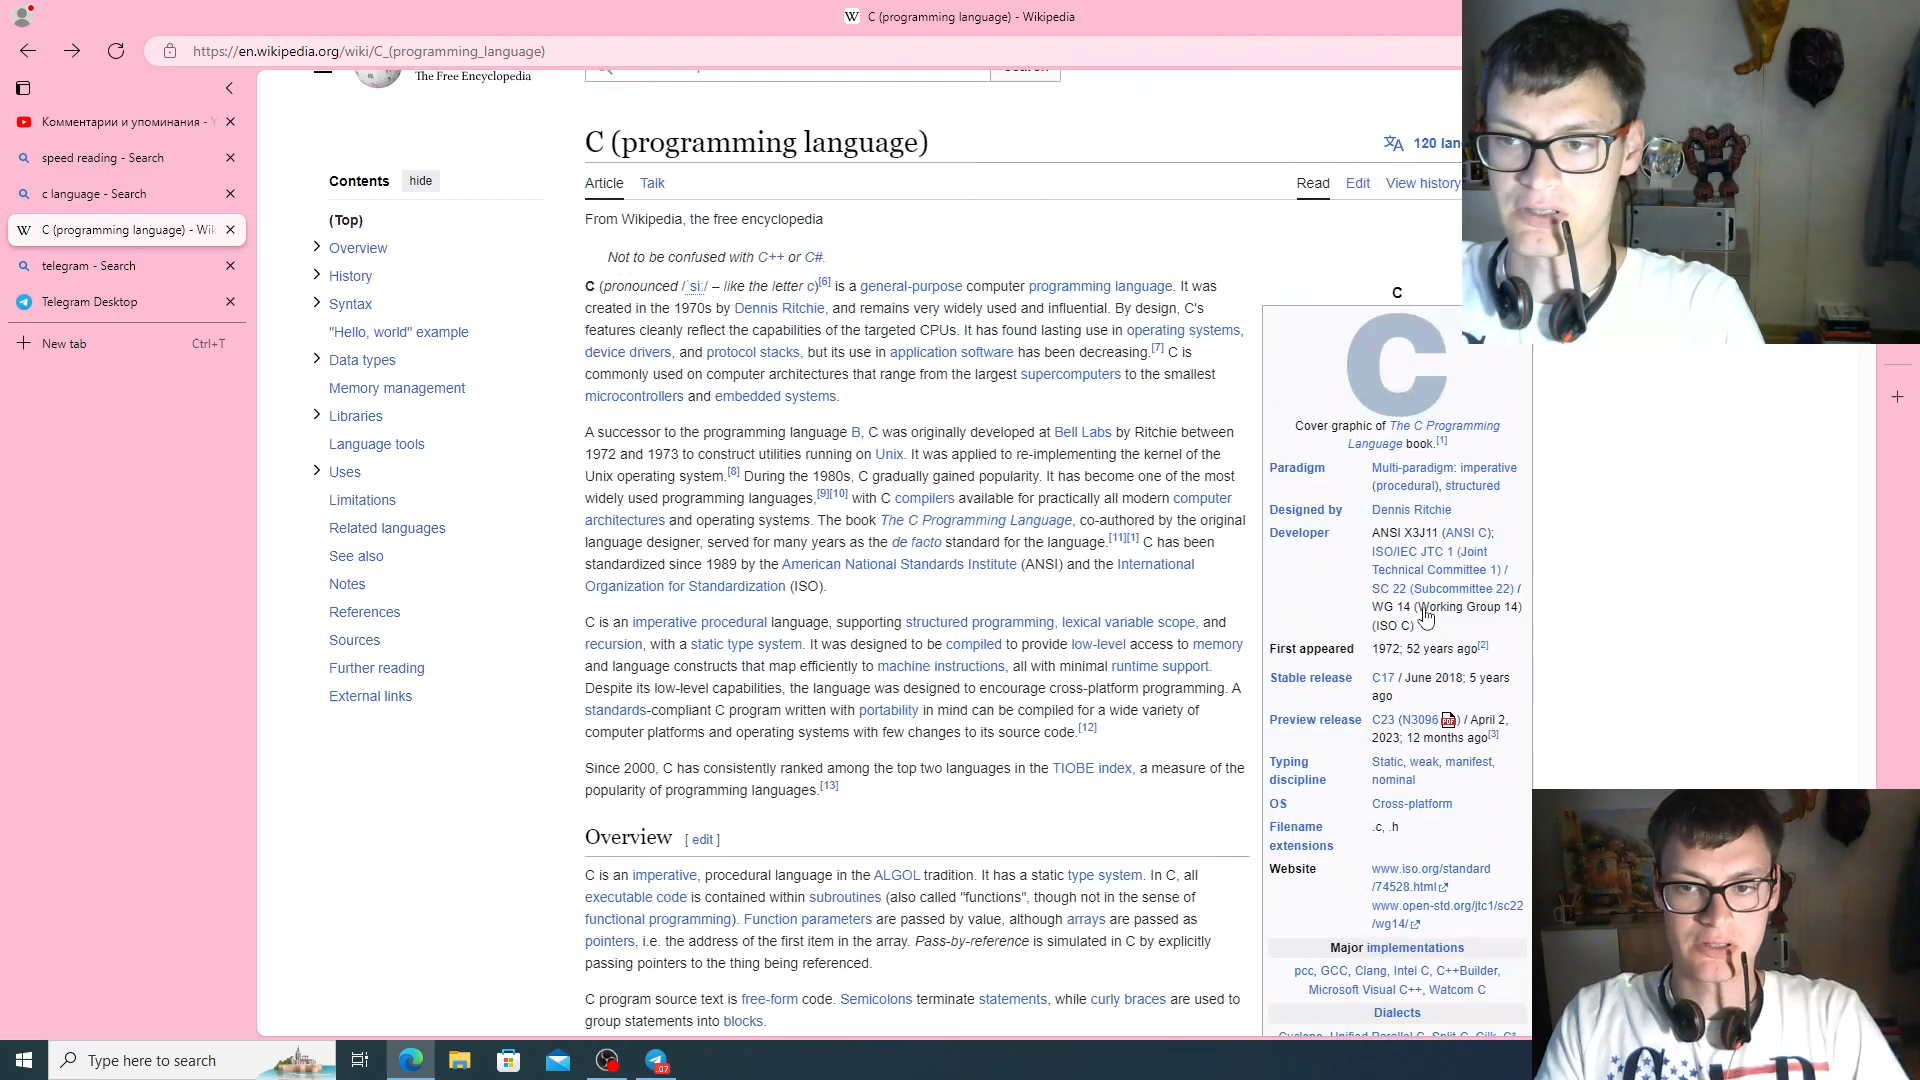 C (programming language) - Wikipedia
https://en.wikipedia.org/wiki/C_(programming_language)
Комментарии и упоминания -
speed reading - Search
c language - Search
C (programming language) - Wik
telegram - Search
Telegram Desktop
New tab
Ctrl+T
The Free Encyclopedia
Contents
hide
(Top)
Overview
History
Syntax
"Hello, world" example
Data types
Memory management
Libraries
Language tools
Uses
Limitations
Related languages
See also
Notes
References
Sources
Further reading
External links
C (programming language)
120 lan
Article
Talk
Read
Edit
View history
From Wikipedia, the free encyclopedia
Not to be confused with C++ or C#.
C (pronounced /ˈsiː/ – like the letter c)[6] is a general-purpose computer programming language. It was
created in the 1970s by Dennis Ritchie, and remains very widely used and influential. By design, C's
features cleanly reflect the capabilities of the targeted CPUs. It has found lasting use in operating systems,
device drivers, and protocol stacks, but its use in application software has been decreasing.[7] C is
commonly used on computer architectures that range from the largest supercomputers to the smallest
microcontrollers and embedded systems.
A successor to the programming language B, C was originally developed at Bell Labs by Ritchie between
1972 and 1973 to construct utilities running on Unix. It was applied to re-implementing the kernel of the
Unix operating system.[8] During the 1980s, C gradually gained popularity. It has become one of the most
widely used programming languages,[9][10] with C compilers available for practically all modern computer
architectures and operating systems. The book The C Programming Language, co-authored by the original
language designer, served for many years as the de facto standard for the language.[11][1] C has been
standardized since 1989 by the American National Standards Institute (ANSI) and the International
Organization for Standardization (ISO).
C is an imperative procedural language, supporting structured programming, lexical variable scope, and
recursion, with a static type system. It was designed to be compiled to provide low-level access to memory
and language constructs that map efficiently to machine instructions, all with minimal runtime support.
Despite its low-level capabilities, the language was designed to encourage cross-platform programming. A
standards-compliant C program written with portability in mind can be compiled for a wide variety of
computer platforms and operating systems with few changes to its source code.[12]
Since 2000, C has consistently ranked among the top two languages in the TIOBE index, a measure of the
popularity of programming languages.[13]
Overview [ edit ]
C is an imperative, procedural language in the ALGOL tradition. It has a static type system. In C, all
executable code is contained within subroutines (also called "functions", though not in the sense of
functional programming). Function parameters are passed by value, although arrays are passed as
pointers, i.e. the address of the first item in the array. Pass-by-reference is simulated in C by explicitly
passing pointers to the thing being referenced.
C program source text is free-form code. Semicolons terminate statements, while curly braces are used to
group statements into blocks.
C
C
Cover graphic of The C Programming
Language book.[1]
Paradigm
Multi-paradigm: imperative
(procedural), structured
Designed by
Dennis Ritchie
Developer
ANSI X3J11 (ANSI C);
ISO/IEC JTC 1 (Joint
Technical Committee 1) /
SC 22 (Subcommittee 22) /
WG 14 (Working Group 14)
(ISO C)
First appeared
1972; 52 years ago[2]
Stable release
C17 / June 2018; 5 years
ago
Preview release
C23 (N3096 PDF) / April 2,
2023; 12 months ago[3]
Typing
discipline
Static, weak, manifest,
nominal
OS
Cross-platform
Filename
extensions
.c, .h
Website
www.iso.org/standard
/74528.html
www.open-std.org/jtc1/sc22
/wg14/
Major implementations
pcc, GCC, Clang, Intel C, C++Builder,
Microsoft Visual C++, Watcom C
Dialects
Type here to search
.07